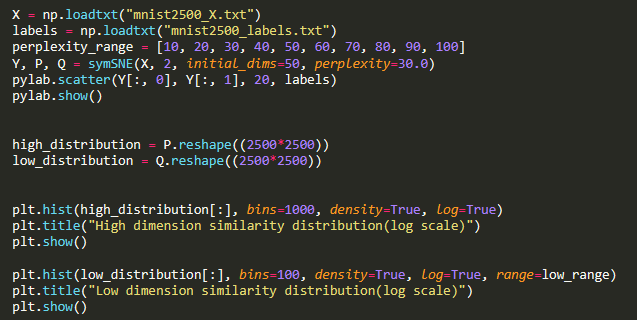 X = np.loadtxt("mnist2500_X.txt")
labels = np.loadtxt("mnist2500_labels.txt")
perplexity_range = [10, 20, 30, 40, 50, 60, 70, 80, 90, 100]
Y, P, Q = symSNE(X, 2, initial_dims=50, perplexity=30.0)
pylab.scatter(Y[:, 0], Y[:, 1], 20, labels)
pylab.show()
high_distribution = P.reshape((2500*2500))
low_distribution = Q.reshape((2500*2500))
plt.hist(high_distribution[:], bins=1000, density=True, log=True)
plt.title("High dimension similarity distribution(log scale)")
plt.show()
plt.hist(low_distribution[:], bins=100, density=True, log=True, range=low_range)
plt.title("Low dimension similarity distribution(log scale)")
plt.show()